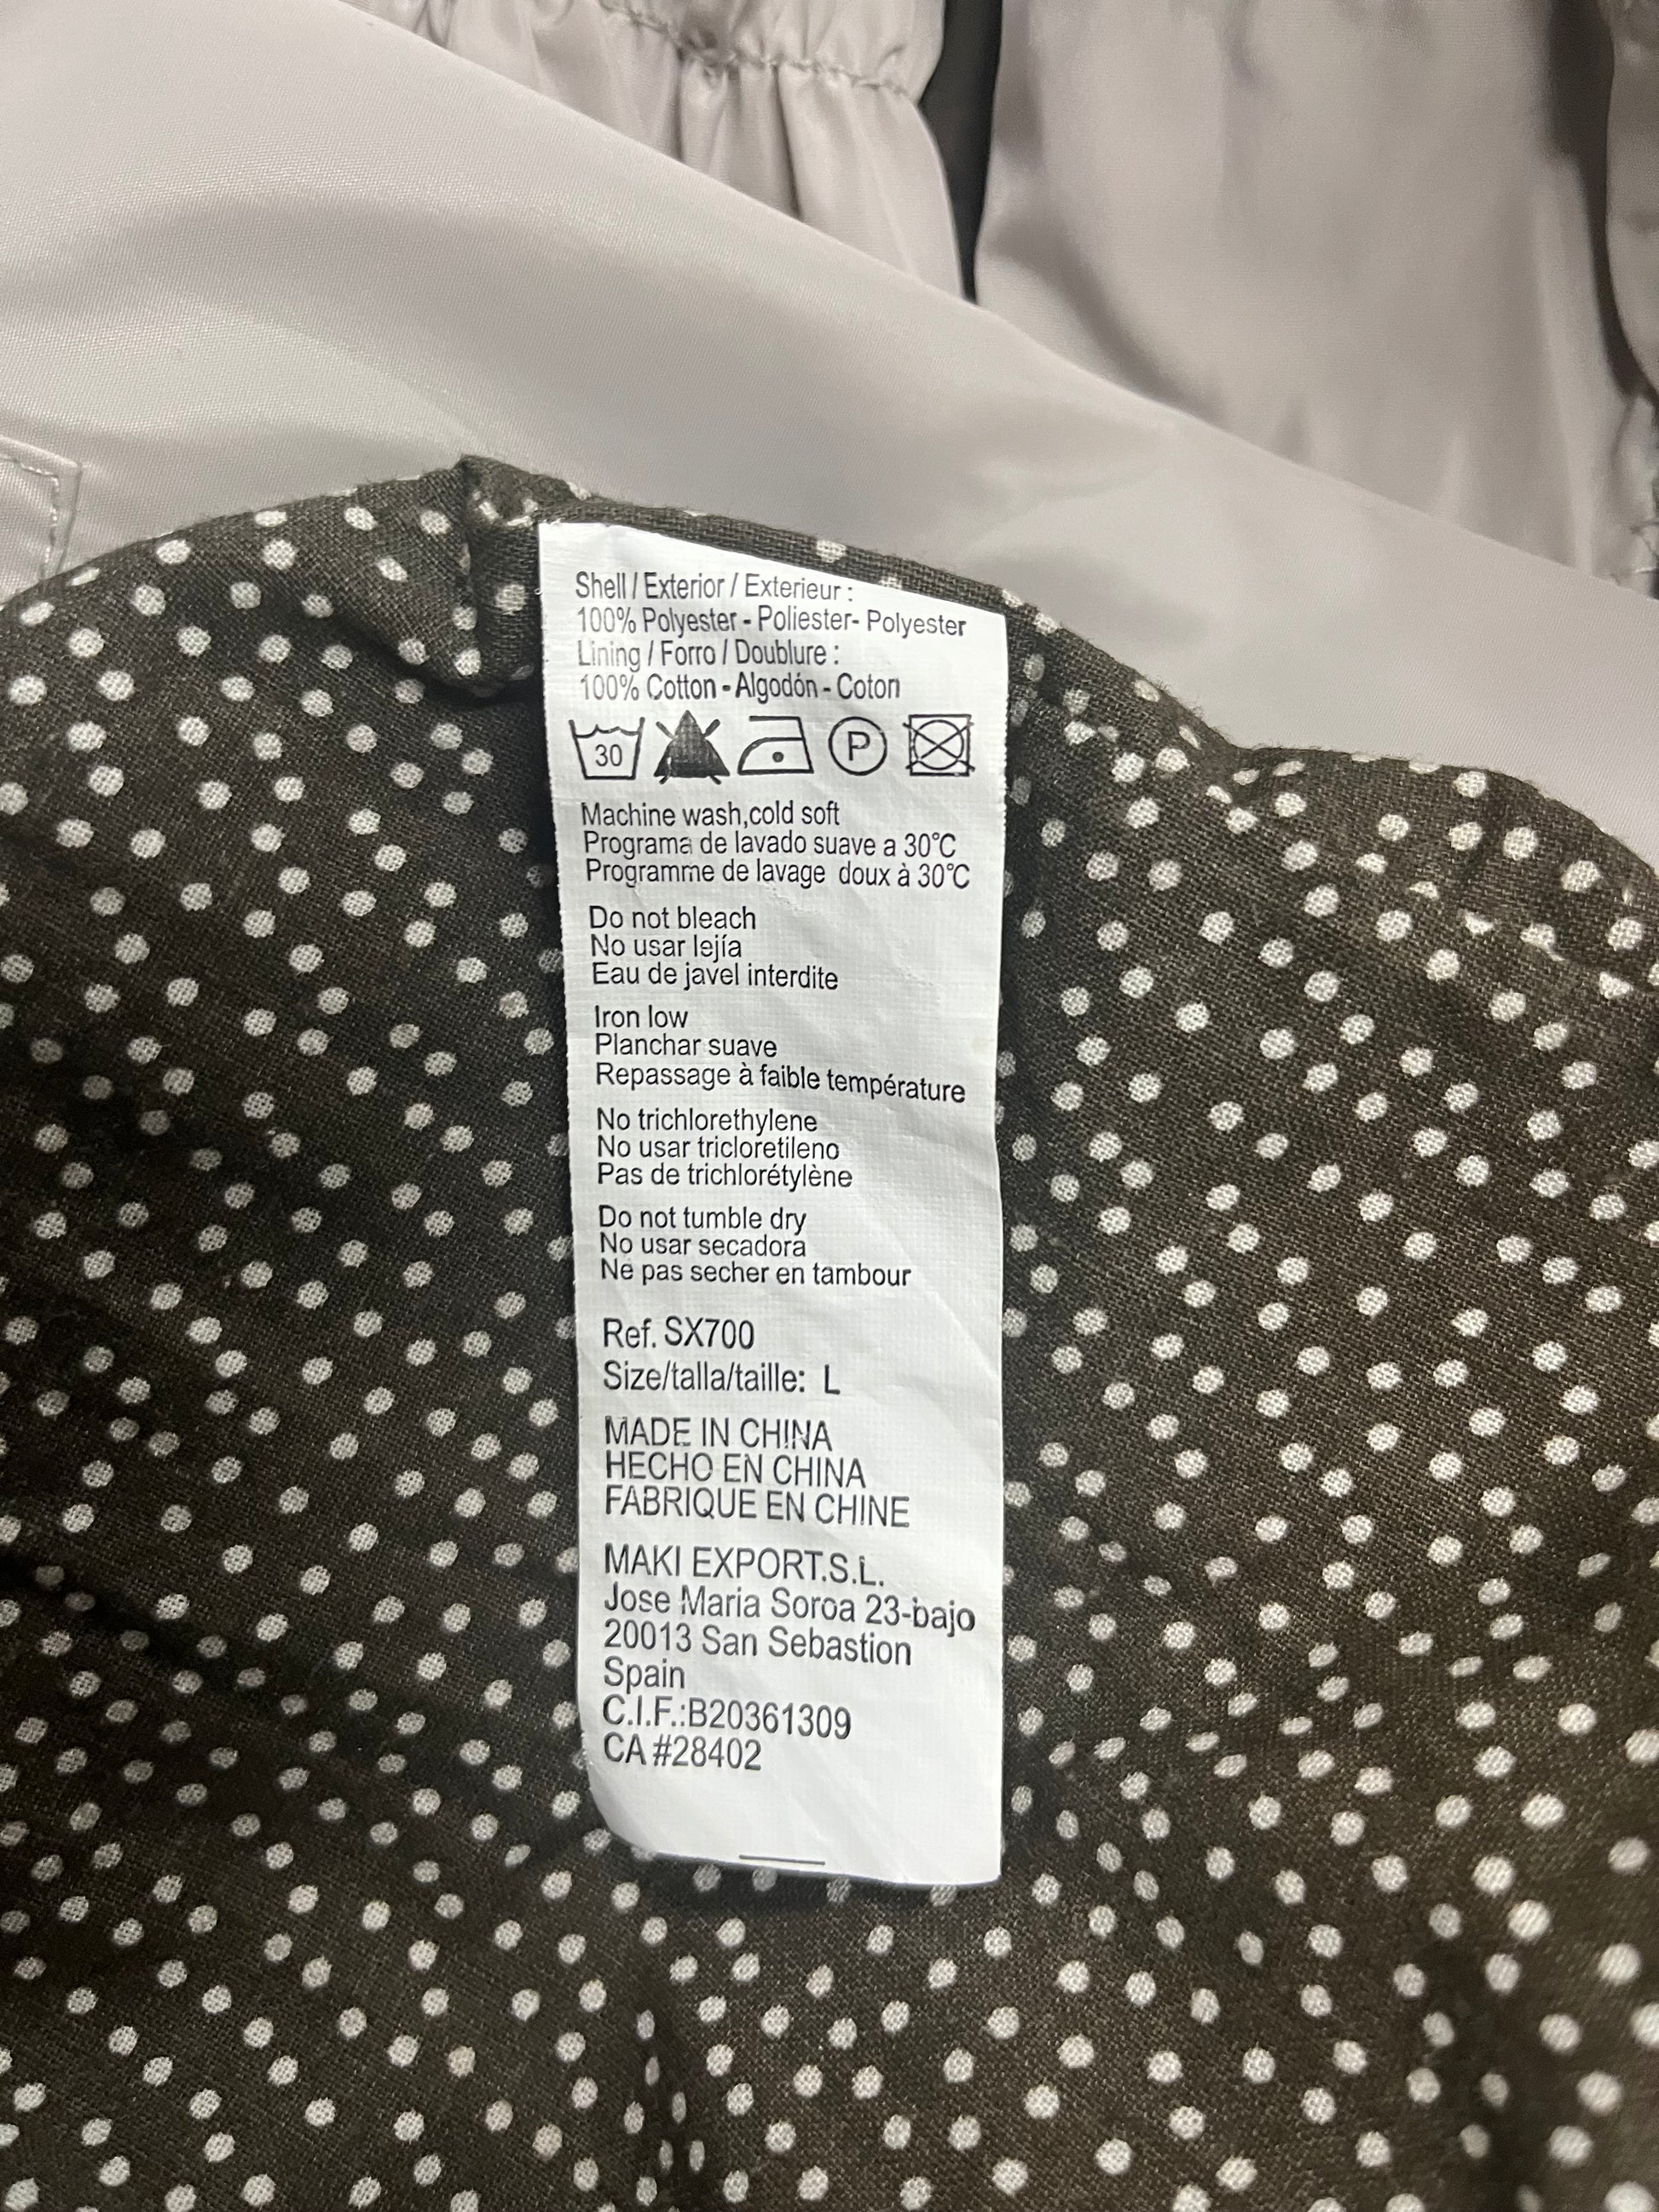 Shell / Exterior / Exterieur :
100% Polyester - Poliester- Polyester
Lining / Forro / Doublure :
100% Cotton - Algodón - Coton
30 P
Machine wash,cold soft
Programa de lavado suave a 30°C
Programme de lavage doux à 30°C
Do not bleach
No usar lejía
Eau de javel interdite
Iron low
Planchar suave
Repassage à faible température
No trichlorethylene
No usar tricloretileno
Pas de trichlorétylène
Do not tumble dry
No usar secadora
Ne pas secher en tambour
Ref. SX700
Size/talla/taille: L
MADE IN CHINA
HECHO EN CHINA
FABRIQUE EN CHINE
MAKI EXPORT.S.L.
Jose Maria Soroa 23-bajo
20013 San Sebastion
Spain
C.I.F.:B20361309
CA #28402